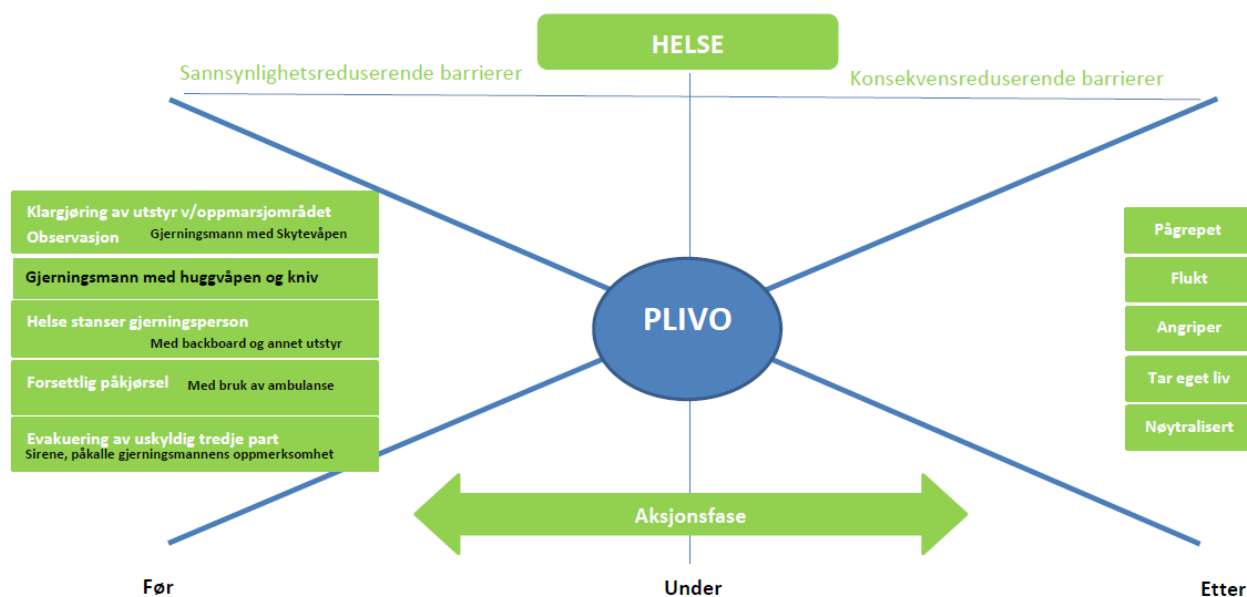 HELSE
Sannsynlighetsreduserende barrierer
Konsekvensreduserende barrierer
Klargjøring av utstyr v/oppmarsjområdet
Observasjon Gjerningsmann med Skytevåpen
Gjerningsmann med huggvåpen og kniv
Helse stanser gjerningsperson
Med backboard og annet utstyr
Forsettlig påkjørsel Med bruk av ambulanse
Evakuering av uskyldig tredje part
Sirene, påkalle gjerningsmannens oppmerksomhet
PLIVO
Pågrepet
Flukt
Angriper
Tar eget liv
Nøytralisert
Aksjonsfase
Før
Under
Etter